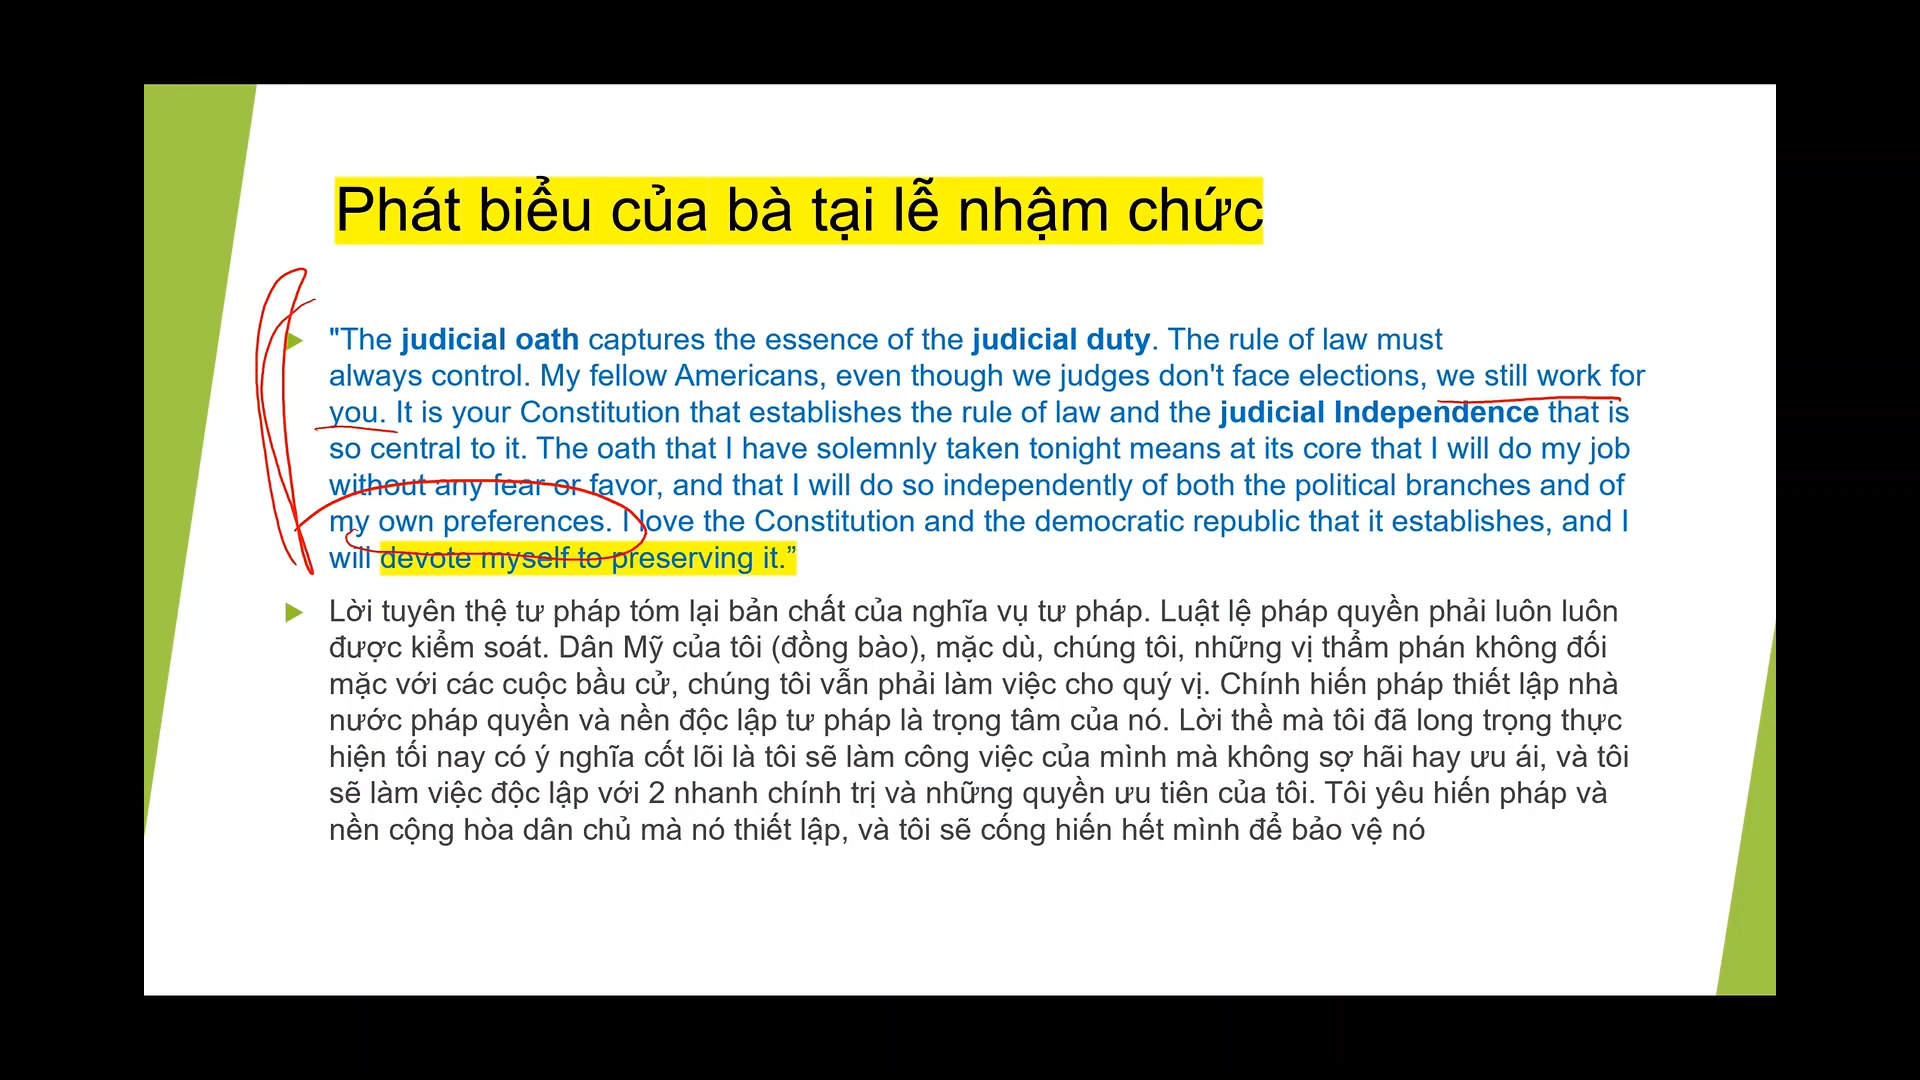 Phát biểu của bà tại lễ nhậm chức
"The judicial oath captures the essence of the judicial duty. The rule of law must
always control. My fellow Americans, even though we judges don't face elections, we still work for
you. It is your Constitution that establishes the rule of law and the judicial Independence that is
so central to it. The oath that I have solemnly taken tonight means at its core that I will do my job
without any fear or favor, and that I will do so independently of both the political branches and of
my own preferences. I love the Constitution and the democratic republic that it establishes, and I
will devote myself to preserving it.”
Lời tuyên thệ tư pháp tóm lại bản chất của nghĩa vụ tư pháp. Luật lệ pháp quyền phải luôn luôn
được kiểm soát. Dân Mỹ của tôi (đồng bào), mặc dù, chúng tôi, những vị thẩm phán không đối
mặc với các cuộc bầu cử, chúng tôi vẫn phải làm việc cho quý vị. Chính hiến pháp thiết lập nhà
nước pháp quyền và nền độc lập tư pháp là trọng tâm của nó. Lời thề mà tôi đã long trọng thực
hiện tối nay có ý nghĩa cốt lõi là tôi sẽ làm công việc của mình mà không sợ hãi hay ưu ái, và tôi
sẽ làm việc độc lập với 2 nhanh chính trị và những quyền ưu tiên của tôi. Tôi yêu hiến pháp và
nền cộng hòa dân chủ mà nó thiết lập, và tôi sẽ cống hiến hết mình để bảo vệ nó